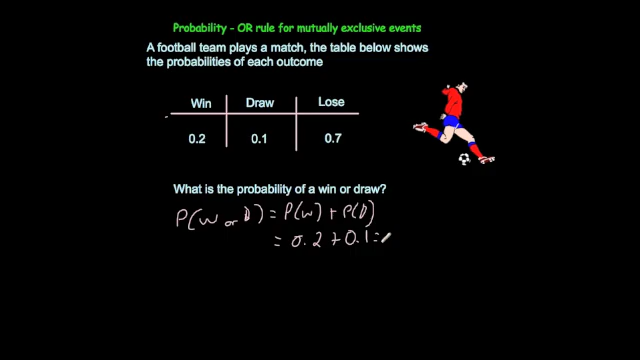 Probability - OR rule for mutually exclusive events
A football team plays a match, the table below shows
the probabilities of each outcome
Win Draw Lose
0.2 0.1 0.7
What is the probability of a win or draw?
P(W or D) = P(W) + P(D)
= 0.2 + 0.1 =